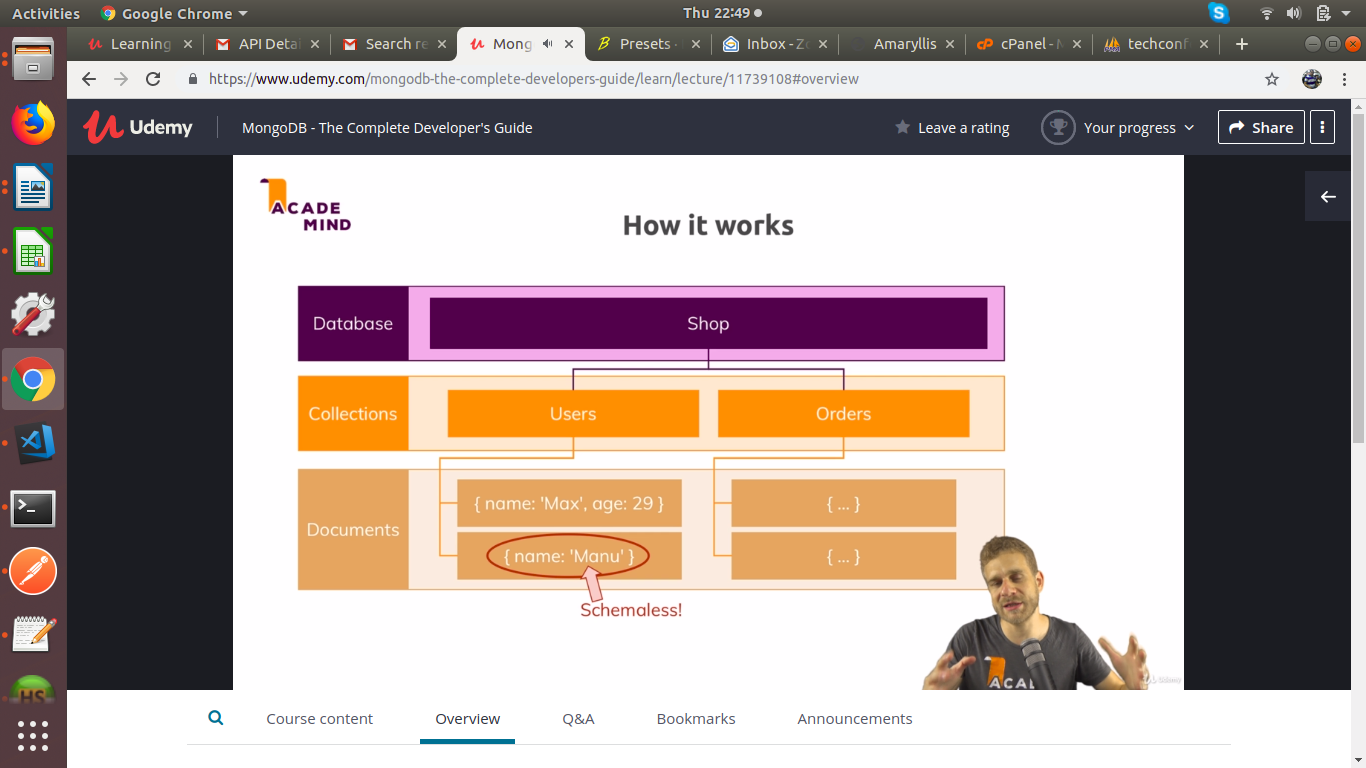 Activities
Google Chrome
Thu 22:49
Learning
API Detai
Search re
Mong
Presets -
Inbox - Zo
Amaryllis
cPanel - M
techconf
https://www.udemy.com/mongodb-the-complete-developers-guide/learn/lecture/11739108#overview
Udemy
MongoDB - The Complete Developer's Guide
Leave a rating
Your progress
Share
ACADE
MIND
How it works
Database
Shop
Collections
Users
Orders
Documents
{ name: 'Max', age: 29 }
{ ... }
{ name: 'Manu' }
{ ... }
Schemaless!
ACAD
Udemy
HS
Course content
Overview
Q&A
Bookmarks
Announcements